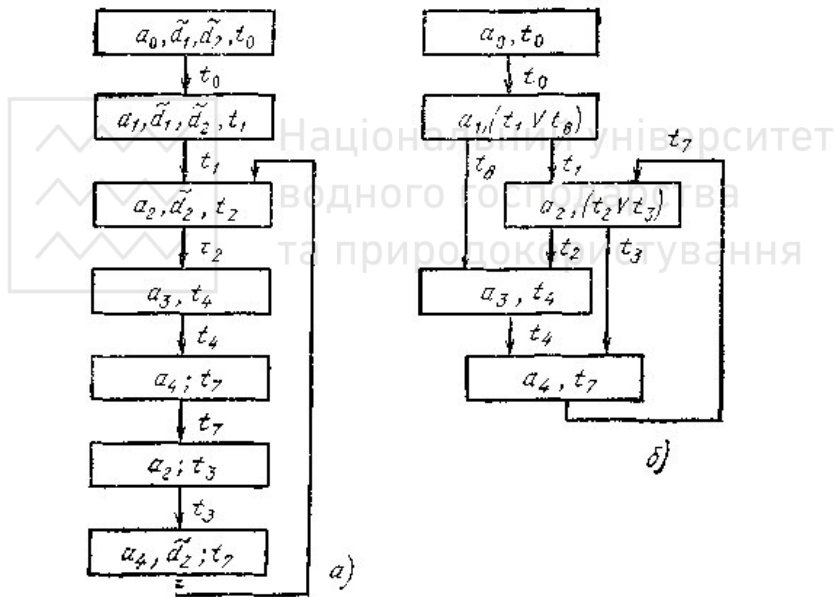 a₀, d̃₁, d̃₂, t₀
t₀
a₁, d̃₁, d̃₂, t₁
t₁
a₂, d̃₂, t₂
τ₂
a₃, t₄
t₄
a₄; t₇
t₇
a₂; t₃
t₃
a₄, d̃₂; t₇
а)
a₀, t₀
t₀
a₁, (t₁ ∨ t₈)
t₈ t₁ t₇
a₂, (t₂ ∨ t₃)
t₂ t₃
a₃, t₄
t₄
a₄, t₇
б)
Національний університет
водного господарства
та природокористування